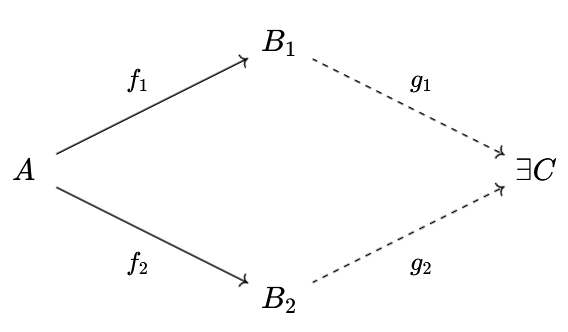 B₁
f₁
g₁
A
∃C
f₂
g₂
B₂